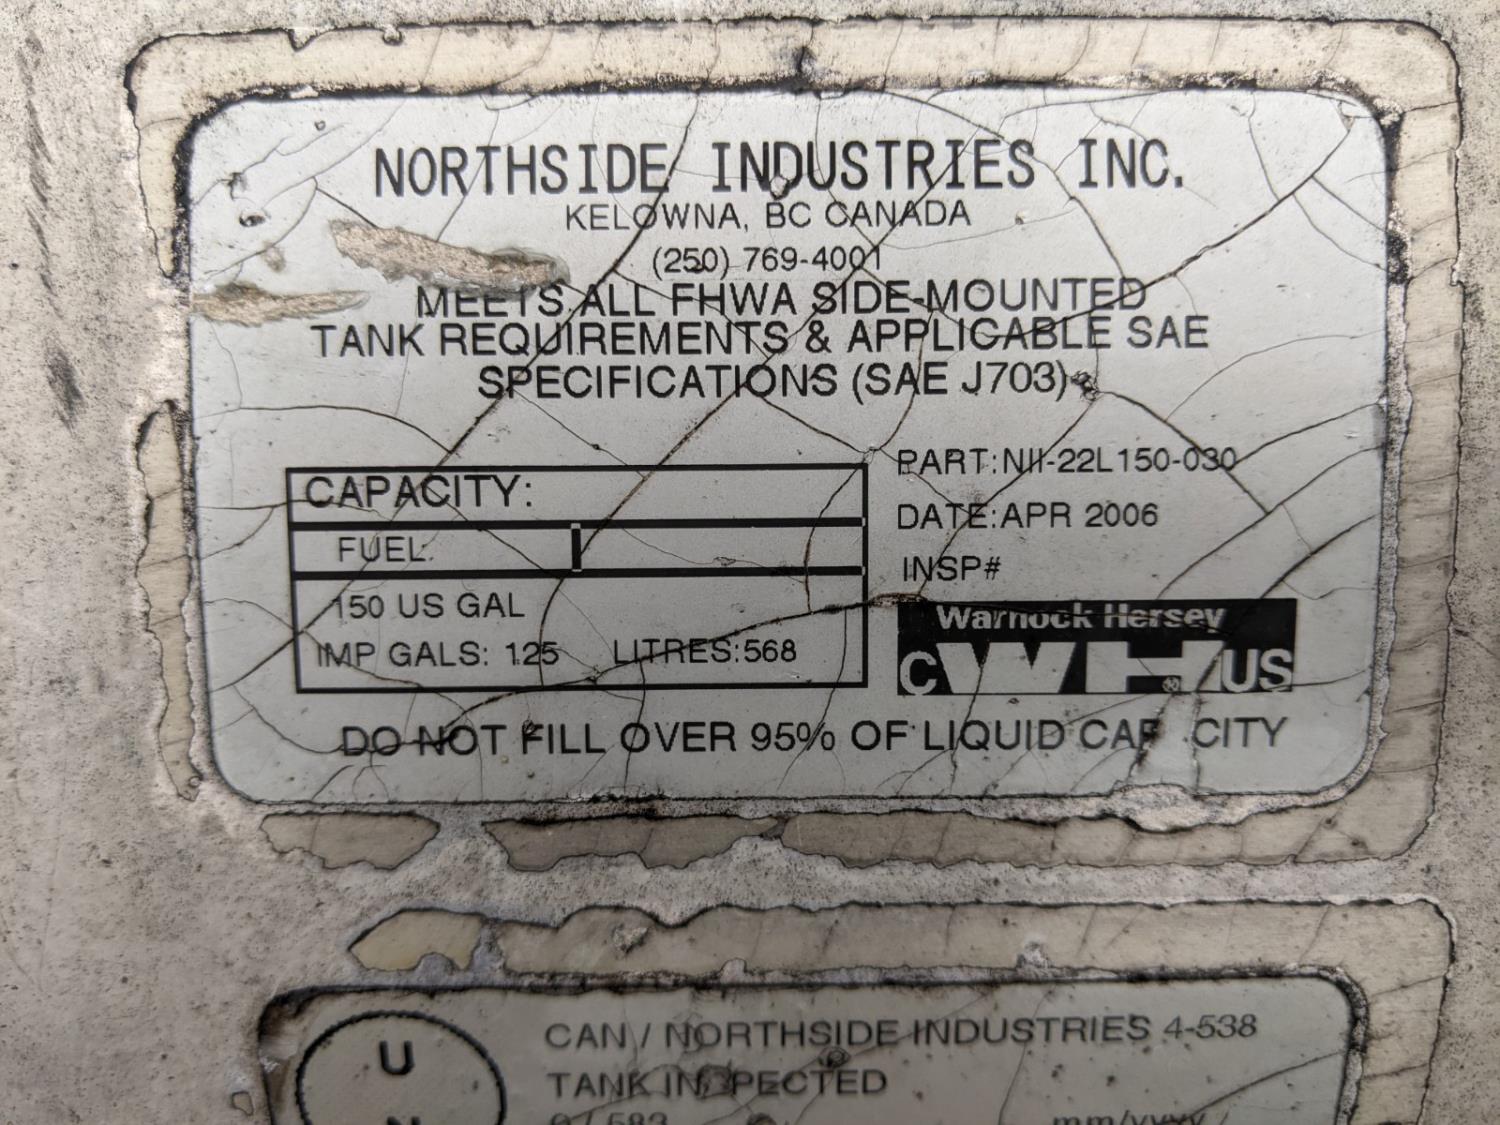 NORTHSIDE INDUSTRIES INC.
KELOWNA, BC CANADA
(250) 769-4001
MEETS ALL FHWA SIDE-MOUNTED
TANK REQUIREMENTS & APPLICABLE SAE
SPECIFICATIONS (SAE J703)
CAPACITY:
FUEL:
150 US GAL
IMP GALS: 125 LITRES:568
PART:NII-22L150-030
DATE:APR 2006
INSP#
Warnock Hersey
C WH ® US
DO NOT FILL OVER 95% OF LIQUID CAPACITY
U
N
CAN / NORTHSIDE INDUSTRIES 4-538
TANK INSPECTED
mm/yyyy